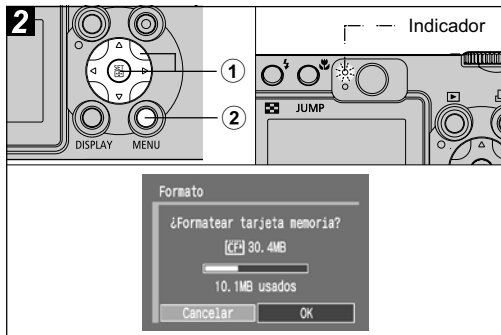 2
Indicador
SET
1
2
JUMP
DISPLAY MENU
Formato
¿Formatear tarjeta memoria?
CF 30.4MB
10.1MB usados
Cancelar OK